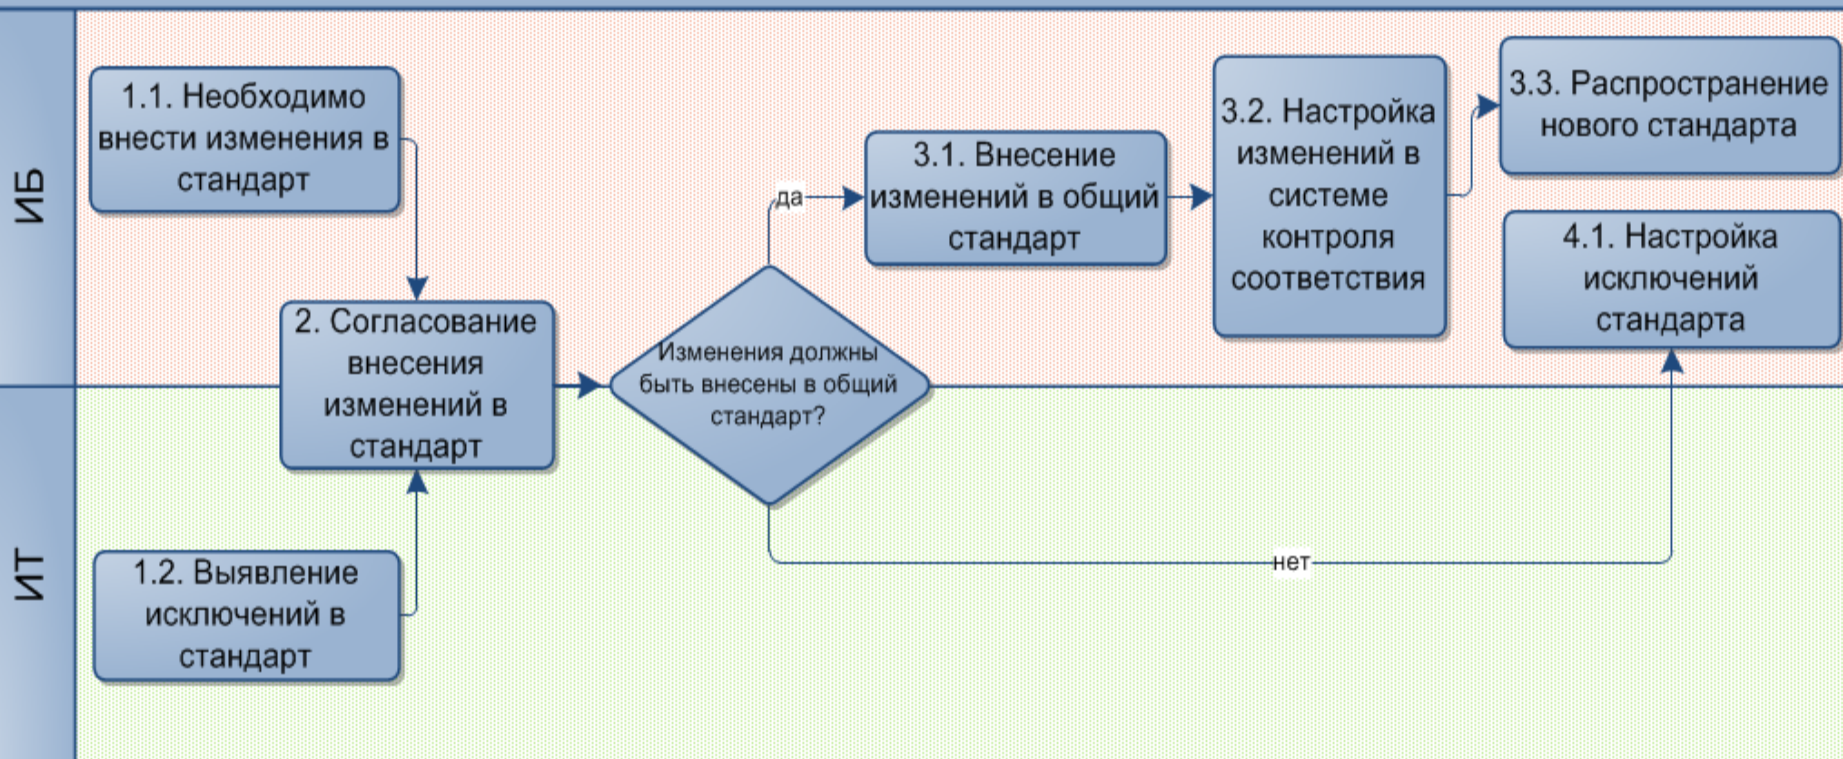 ИБ
1.1. Необходимо
внести изменения в
стандарт
2. Согласование
внесения
изменений в
стандарт
Изменения должны
быть внесены в общий
стандарт?
да
3.1. Внесение
изменений в общий
стандарт
3.2. Настройка
изменений в
системе
контроля
соответствия
3.3. Распространение
нового стандарта
4.1. Настройка
исключений
стандарта
ИТ
1.2. Выявление
исключений в
стандарт
нет